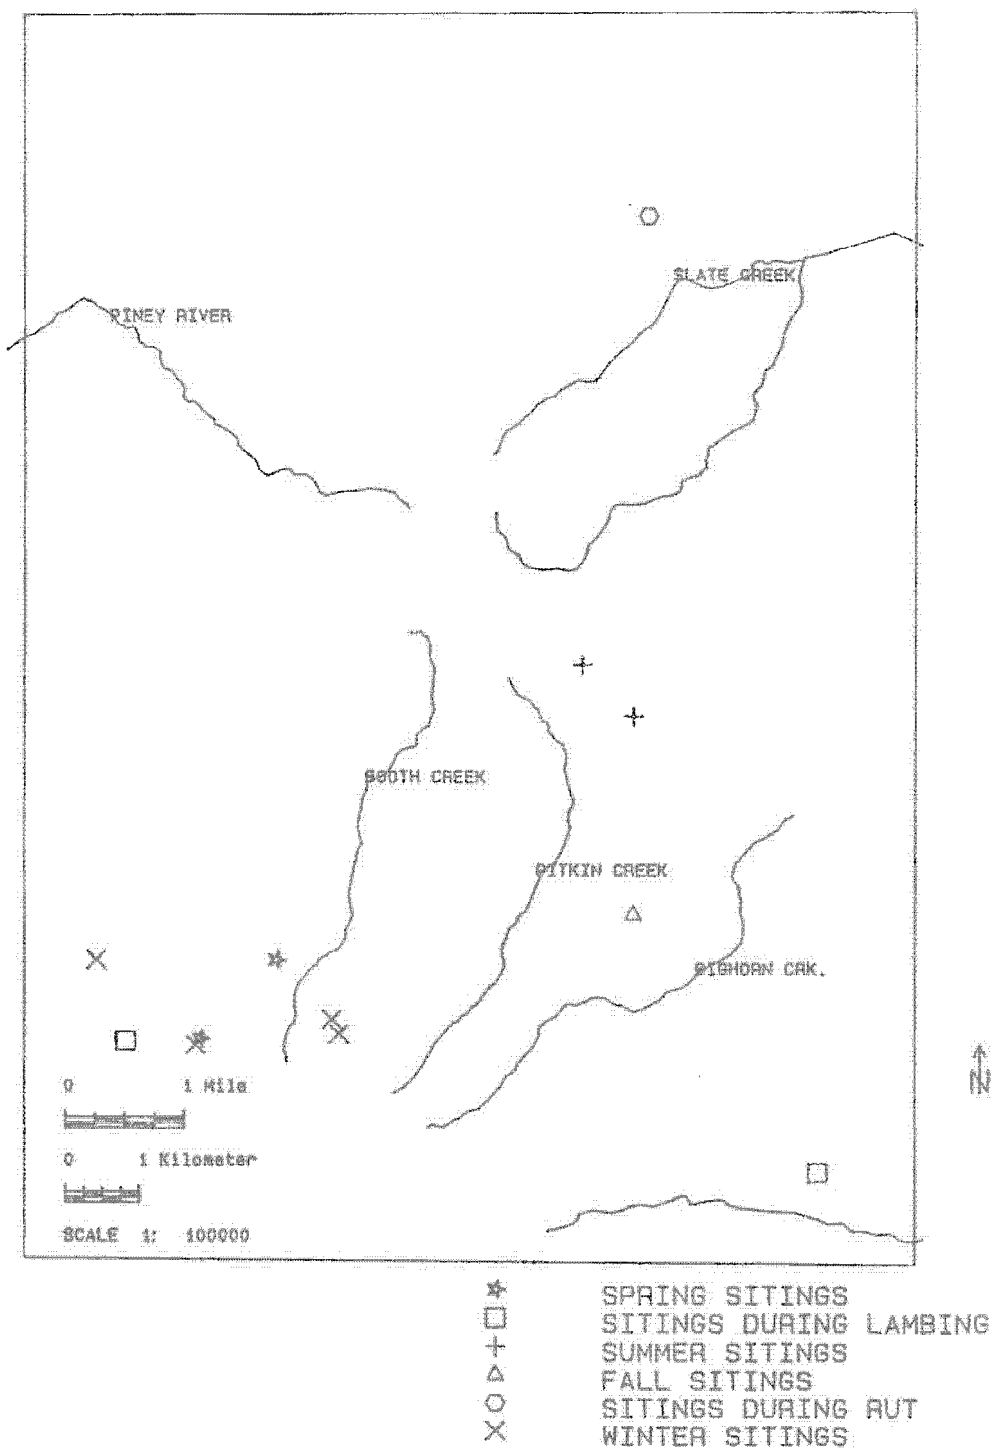 SLATE CREEK
PINEY RIVER
BOOTH CREEK
PITKIN CREEK
BIGHORN CRK.
N
0 1 Mile
0 1 Kilometer
SCALE 1: 100000
SPRING SITINGS
SITINGS DURING LAMBING
SUMMER SITINGS
FALL SITINGS
SITINGS DURING RUT
WINTER SITINGS